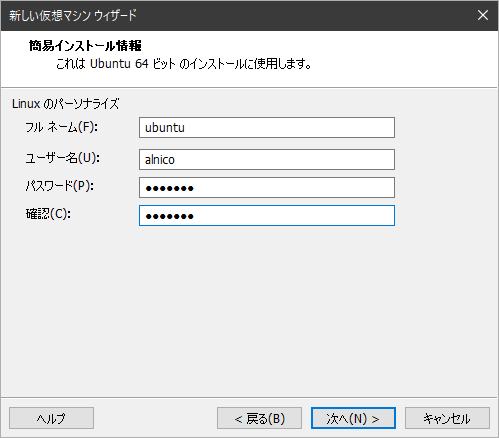 新しい仮想マシン ウィザード
簡易インストール情報
これは Ubuntu 64 ビット のインストールに使用します。
Linux のパーソナライズ
フル ネーム(F):
ubuntu
ユーザー名(U):
alnico
パスワード(P):
●●●●●●●
確認(C):
●●●●●●●
ヘルプ
< 戻る(B)
次へ(N) >
キャンセル